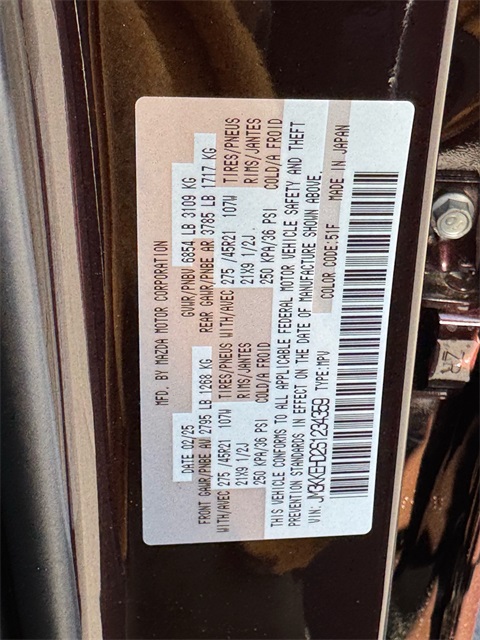 MFD. BY MAZDA MOTOR CORPORATION
DATE 02/25 GVWR/PNBV 6854 LB 3109 KG
FRONT GAWR/PNBE AV 2795 LB 1268 KG REAR GAWR/PNBE AR 3785 LB 1717 KG
WITH/AVEC 275 /45R21 107W TIRES/PNEUS WITH/AVEC 275 /45R21 107W TIRES/PNEUS
21X9 1/2J RIMS/JANTES 21X9 1/2J RIMS/JANTES
250 KPA/36 PSI COLD/A FROID 250 KPA/36 PSI COLD/A FROID
THIS VEHICLE CONFORMS TO ALL APPLICABLE FEDERAL MOTOR VEHICLE SAFETY AND THEFT
PREVENTION STANDARDS IN EFFECT ON THE DATE OF MANUFACTURE SHOWN ABOVE.
VIN: JM3KKEHD2S1234359 TYPE:MPV COLOR CODE:51F MADE IN JAPAN
ZR